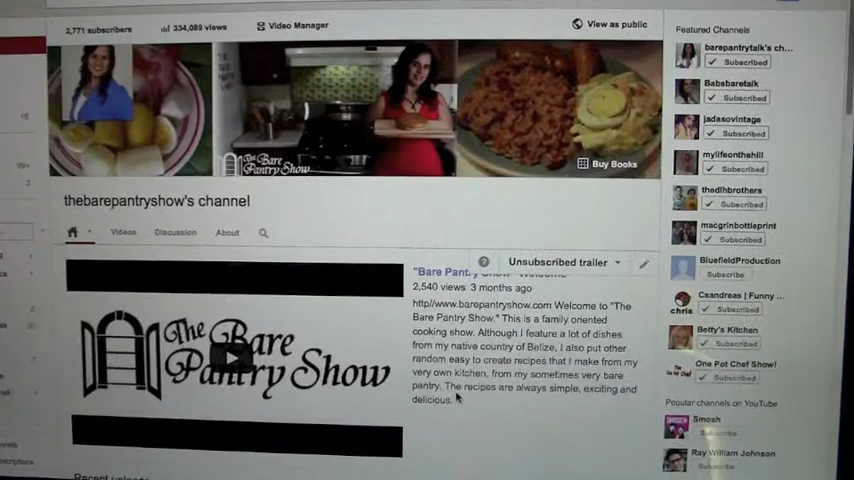 2,771 subscribers 334,089 views Video Manager View as public
The Bare
Pantry Show
Buy Books
thebarepantryshow's channel
Videos Discussion About
Unsubscribed trailer
"Bare Pantry Show" Welcome
2,540 views 3 months ago
http//www.barepantryshow.com Welcome to "The
Bare Pantry Show." This is a family oriented
cooking show. Although I feature a lot of dishes
from my native country of Belize, I also put other
random easy to create recipes that I make from my
very own kitchen, from my sometimes very bare
pantry. The recipes are always simple, exciting and
delicious.
The Bare
Pantry Show
Featured Channels
barepantrytalk's ch...
Subscribed
Babsbaretalk
Subscribed
jadasovintage
Subscribed
mylifeonthehill
Subscribed
thedihbrothers
Subscribed
macgrinbottleprint
Subscribed
BluefieldProduction
Subscribe
chris
Csandreas | Funny ...
Subscribed
Betty's Kitchen
Subscribed
One Pot Chef Show!
Subscribed
Popular channels on YouTube
Smosh
Subscribe
Ray William Johnson
Subscribe